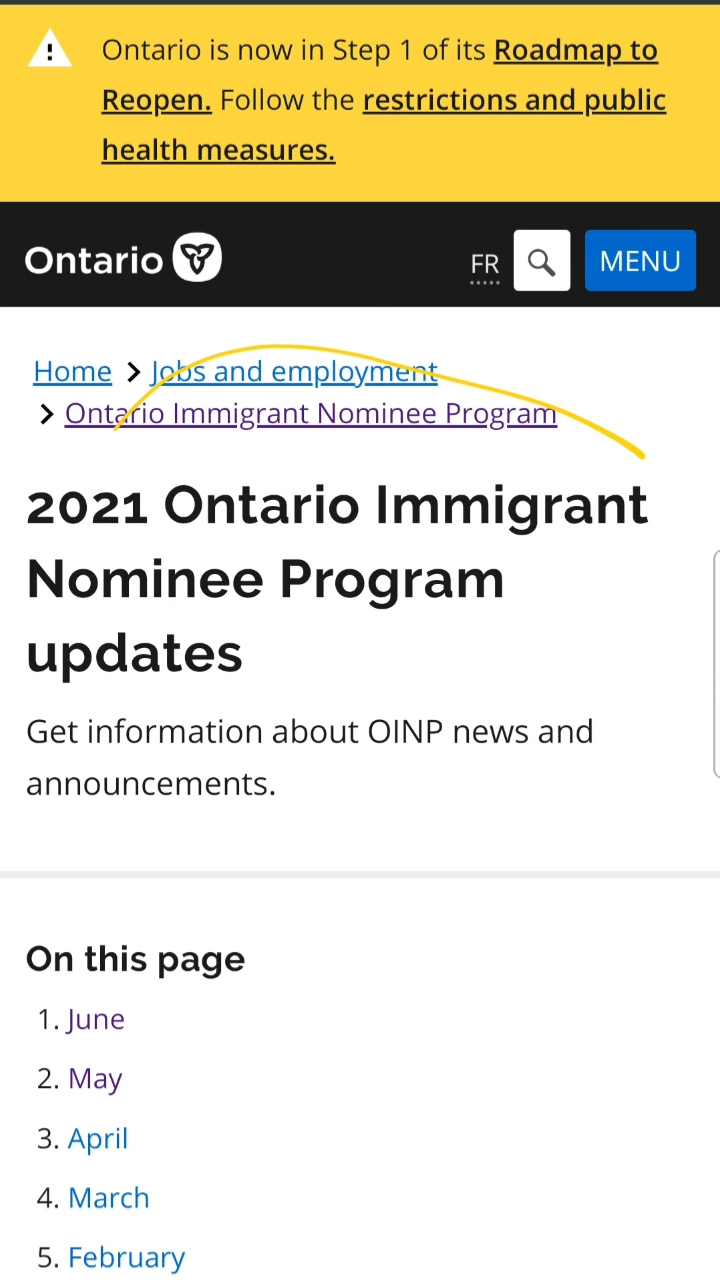 Ontario is now in Step 1 of its Roadmap to
Reopen. Follow the restrictions and public
health measures.
Ontario
FR
MENU
Home > Jobs and employment
> Ontario Immigrant Nominee Program
2021 Ontario Immigrant
Nominee Program
updates
Get information about OINP news and
announcements.
On this page
1. June
2. May
3. April
4. March
5. February